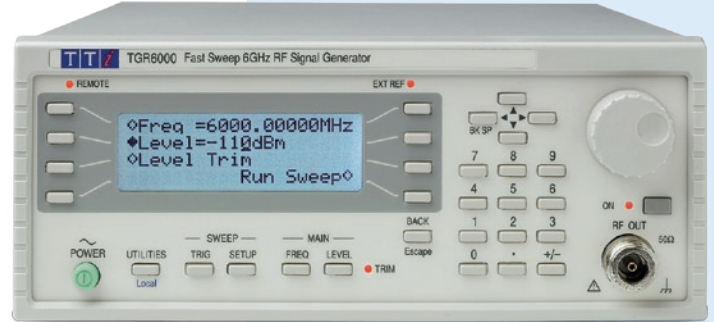 TTi TGR6000 Fast Sweep 6GHz RF Signal Generator
REMOTE
EXT REF
◇Freq =6000.00000MHz
◆Level=-110dBm
◇Level Trim
Run Sweep◇
BK SP
7 8 9
4 5 6
1 2 3
0 . +/−
BACK
Escape
ON
RF OUT
50Ω
POWER
UTILITIES
Local
SWEEP
TRIG SETUP
MAIN
FREQ LEVEL
TRIM